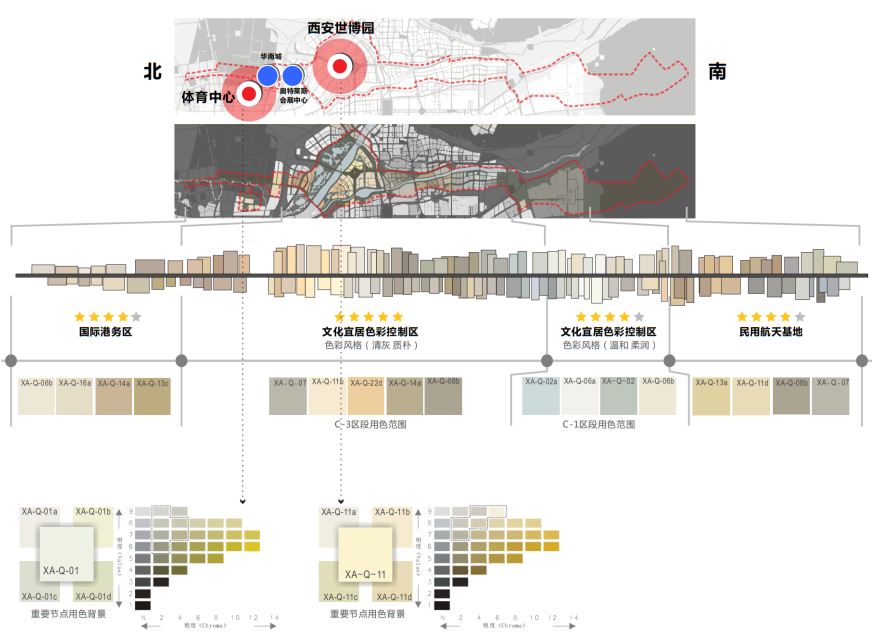 西安世博园
华南城
北
南
体育中心
奥特莱斯
会展中心
国际港务区
文化宜居色彩控制区
色彩风格（清灰 质朴）
文化宜居色彩控制区
色彩风格（温和 柔润）
民用航天基地
XA-Q-06b
XA-Q-16a
XA-Q-14a
XA-Q-13c
XA-Q-07
XA-Q-11b
XA-Q-22d
XA-Q-14a
XA-Q-08b
XA-Q-02a
XA-Q-06a
XA-Q-02
XA-Q-06b
XA-Q-13a
XA-Q-11d
XA-Q-08b
XA-Q-07
C-3区段用色范围
C-1区段用色范围
XA-Q-01a
XA-Q-01b
XA-Q-01
XA-Q-01c
XA-Q-01d
重要节点用色背景
明度<Value>
9
8
7
6
5
4
3
2
1
N 2 4 6 8 10 12 14
艳度<Chroma>
XA-Q-11a
XA-Q-11b
XA-Q-11
XA-Q-11c
XA-Q-11d
重要节点用色背景
明度<Value>
9
8
7
6
5
4
3
2
1
N 2 4 6 8 10 12 14
艳度<Chroma>